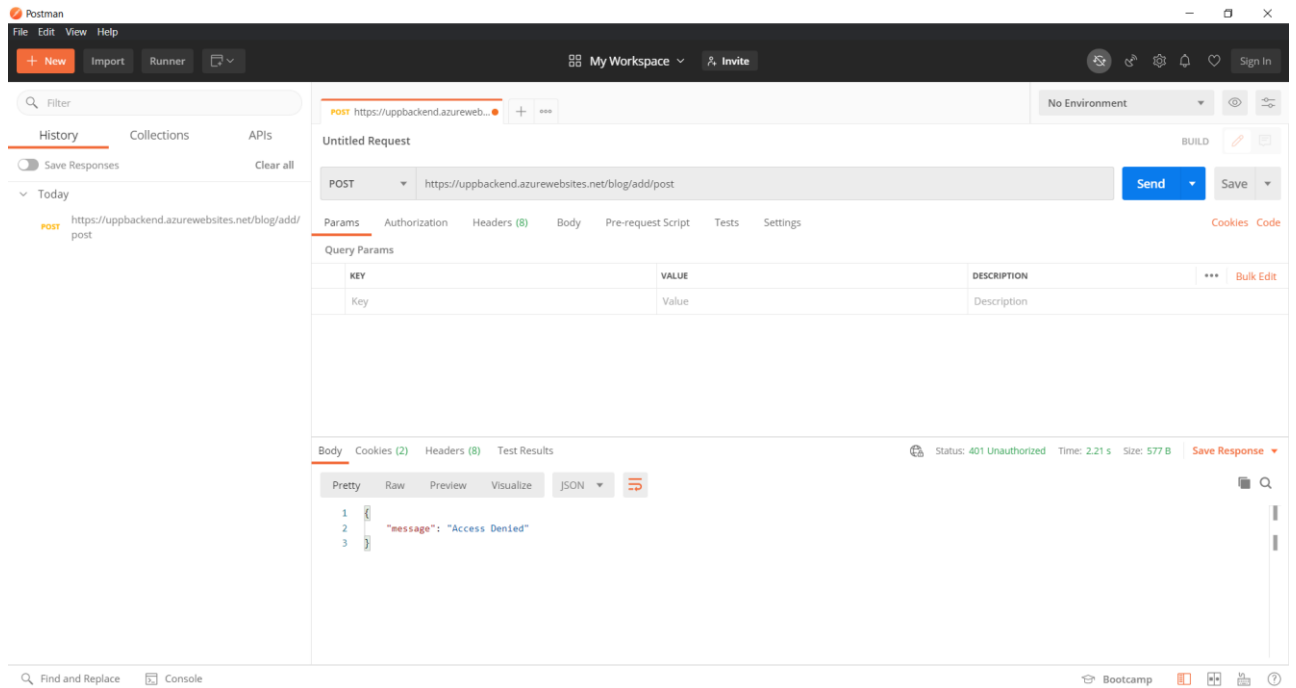 Postman
File Edit View Help
+ New Import Runner My Workspace Invite Sign In
Filter
History Collections APIs
Save Responses Clear all
Today
POST https://uppbackend.azurewebsites.net/blog/add/
post
POST https://uppbackend.azureweb... + ooo No Environment
Untitled Request BUILD
POST https://uppbackend.azurewebsites.net/blog/add/post Send Save
Params Authorization Headers (8) Body Pre-request Script Tests Settings Cookies Code
Query Params
KEY VALUE DESCRIPTION ••• Bulk Edit
Key Value Description
Body Cookies (2) Headers (8) Test Results Status: 401 Unauthorized Time: 2.21 s Size: 577 B Save Response
Pretty Raw Preview Visualize JSON
1 {
2 "message": "Access Denied"
3 }
Find and Replace Console Bootcamp